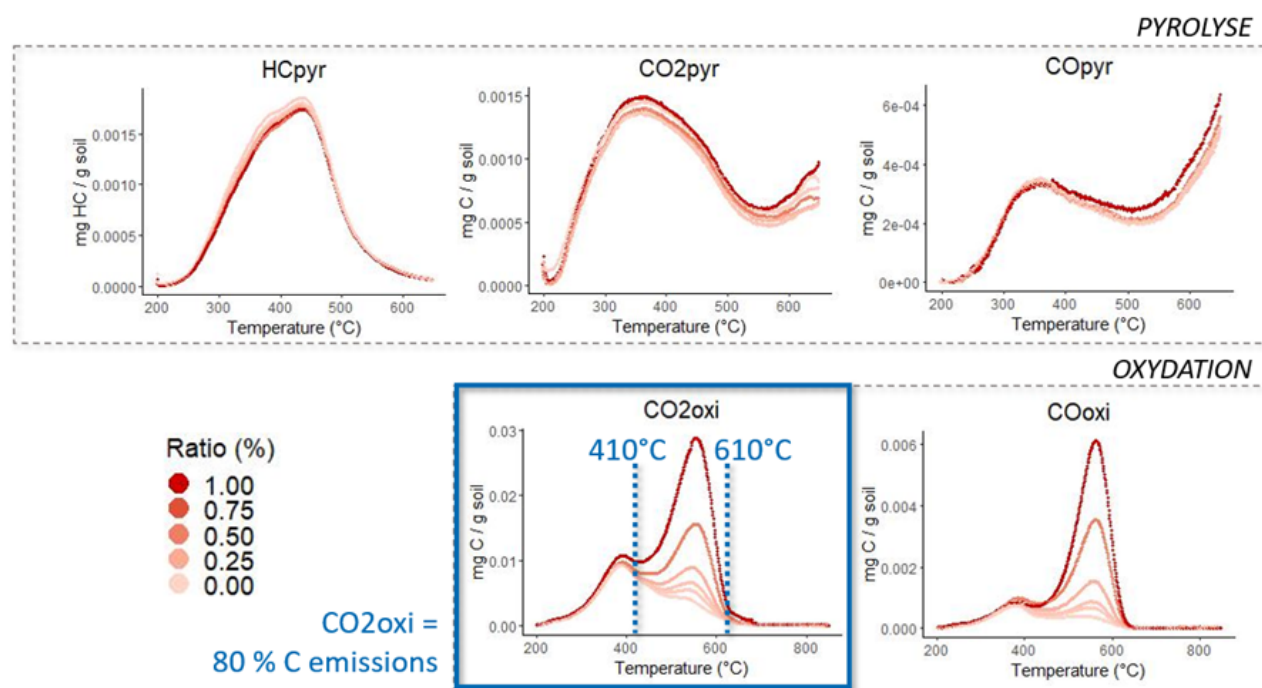 PYROLYSE
HCpyr
mg HC / g soil
0.0015
0.0010
0.0005
0.0000
200 300 400 500 600
Temperature (°C)
CO2pyr
mg C / g soil
0.0015
0.0010
0.0005
0.0000
200 300 400 500 600
Temperature (°C)
COpyr
mg C / g soil
6e-04
4e-04
2e-04
0e+00
200 300 400 500 600
Temperature (°C)
OXYDATION
Ratio (%)
1.00
0.75
0.50
0.25
0.00
CO2oxi =
80 % C emissions
CO2oxi
410°C 610°C
mg C / g soil
0.03
0.02
0.01
0.00
200 400 600 800
Temperature (°C)
COoxi
mg C / g soil
0.006
0.004
0.002
0.000
200 400 600 800
Temperature (°C)